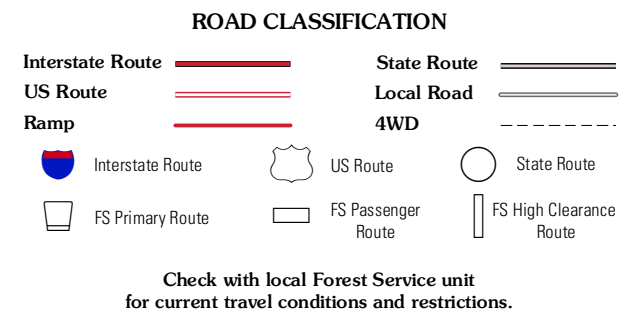 ROAD CLASSIFICATION
Interstate Route
State Route
US Route
Local Road
Ramp
4WD
Interstate Route
US Route
State Route
FS Primary Route
FS Passenger
Route
FS High Clearance
Route
Check with local Forest Service unit
for current travel conditions and restrictions.